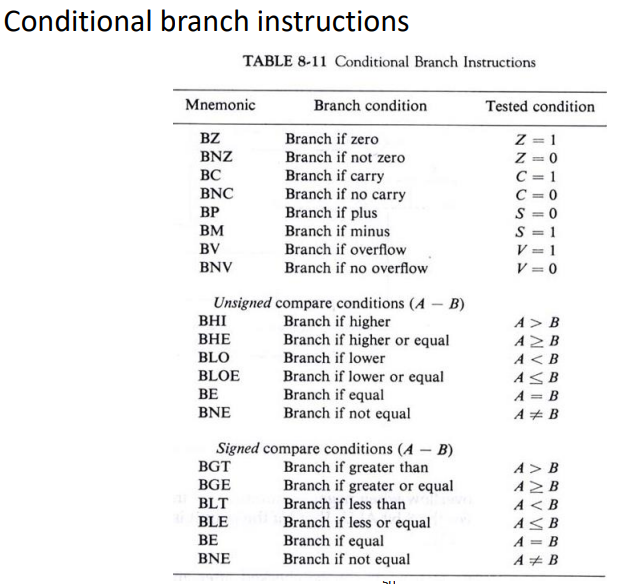 Conditional branch instructions
TABLE 8-11 Conditional Branch Instructions
Mnemonic Branch condition Tested condition
BZ Branch if zero Z = 1
BNZ Branch if not zero Z = 0
BC Branch if carry C = 1
BNC Branch if no carry C = 0
BP Branch if plus S = 0
BM Branch if minus S = 1
BV Branch if overflow V = 1
BNV Branch if no overflow V = 0
Unsigned compare conditions (A − B)
BHI Branch if higher A > B
BHE Branch if higher or equal A ≥ B
BLO Branch if lower A < B
BLOE Branch if lower or equal A ≤ B
BE Branch if equal A = B
BNE Branch if not equal A ≠ B
Signed compare conditions (A − B)
BGT Branch if greater than A > B
BGE Branch if greater or equal A ≥ B
BLT Branch if less than A < B
BLE Branch if less or equal A ≤ B
BE Branch if equal A = B
BNE Branch if not equal A ≠ B